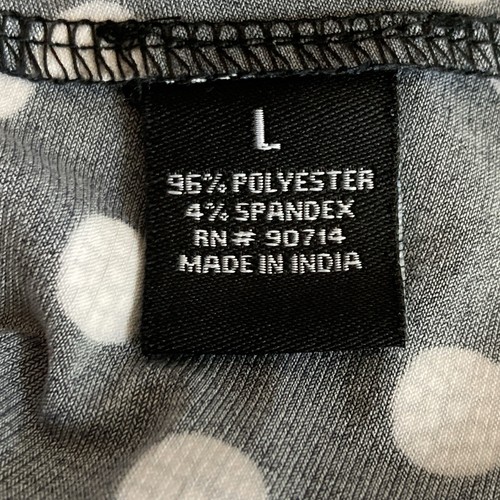 L
96% POLYESTER
4% SPANDEX
RN# 90714
MADE IN INDIA